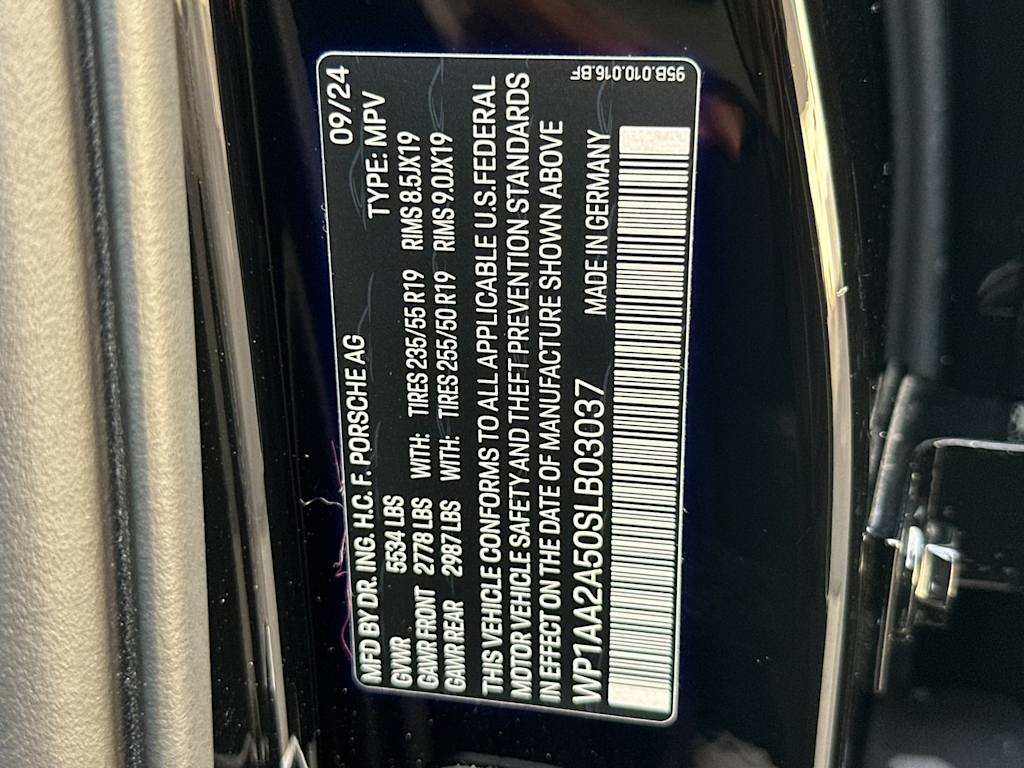 MFD BY DR. ING. H.C. F. PORSCHE AG 09/24
GVWR 5534 LBS TYPE: MPV
GAWR FRONT 2778 LBS WITH: TIRES 235/55 R19 RIMS 8.5JX19
GAWR REAR 2987 LBS WITH: TIRES 255/50 R19 RIMS 9.0JX19
THIS VEHICLE CONFORMS TO ALL APPLICABLE U.S. FEDERAL
MOTOR VEHICLE SAFETY AND THEFT PREVENTION STANDARDS
IN EFFECT ON THE DATE OF MANUFACTURE SHOWN ABOVE
WP1AA2A50SLB03037 MADE IN GERMANY
95B.010.016.BF